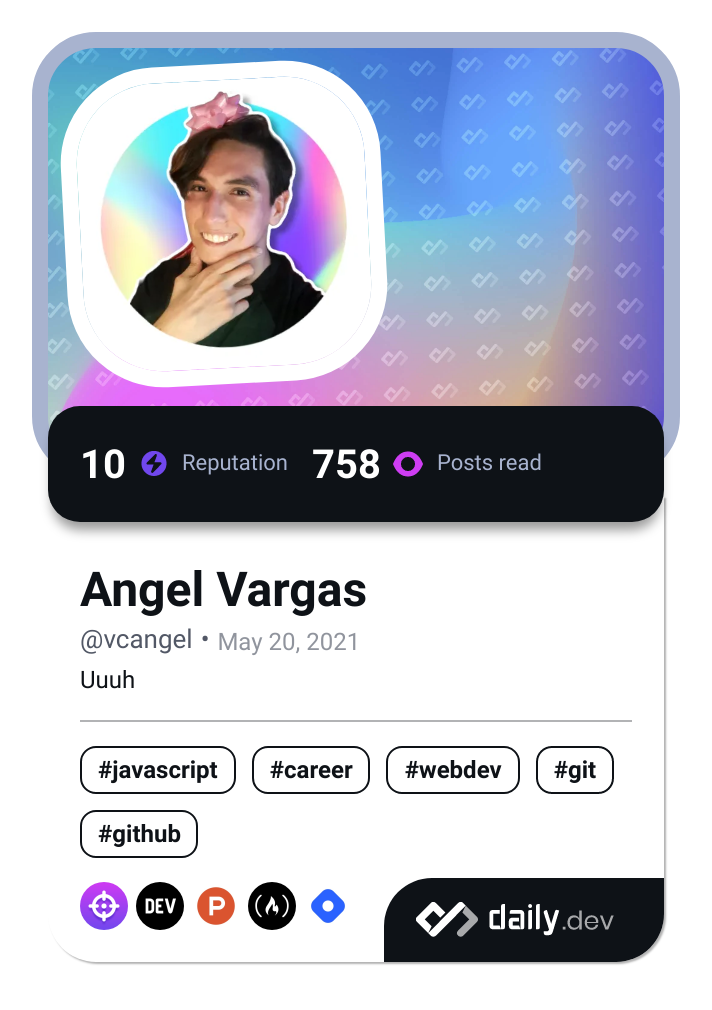 10 Reputation 758 Posts read
Angel Vargas
@vcangel • May 20, 2021
Uuuh
#javascript #career #webdev #git
#github
DEV P daily.dev